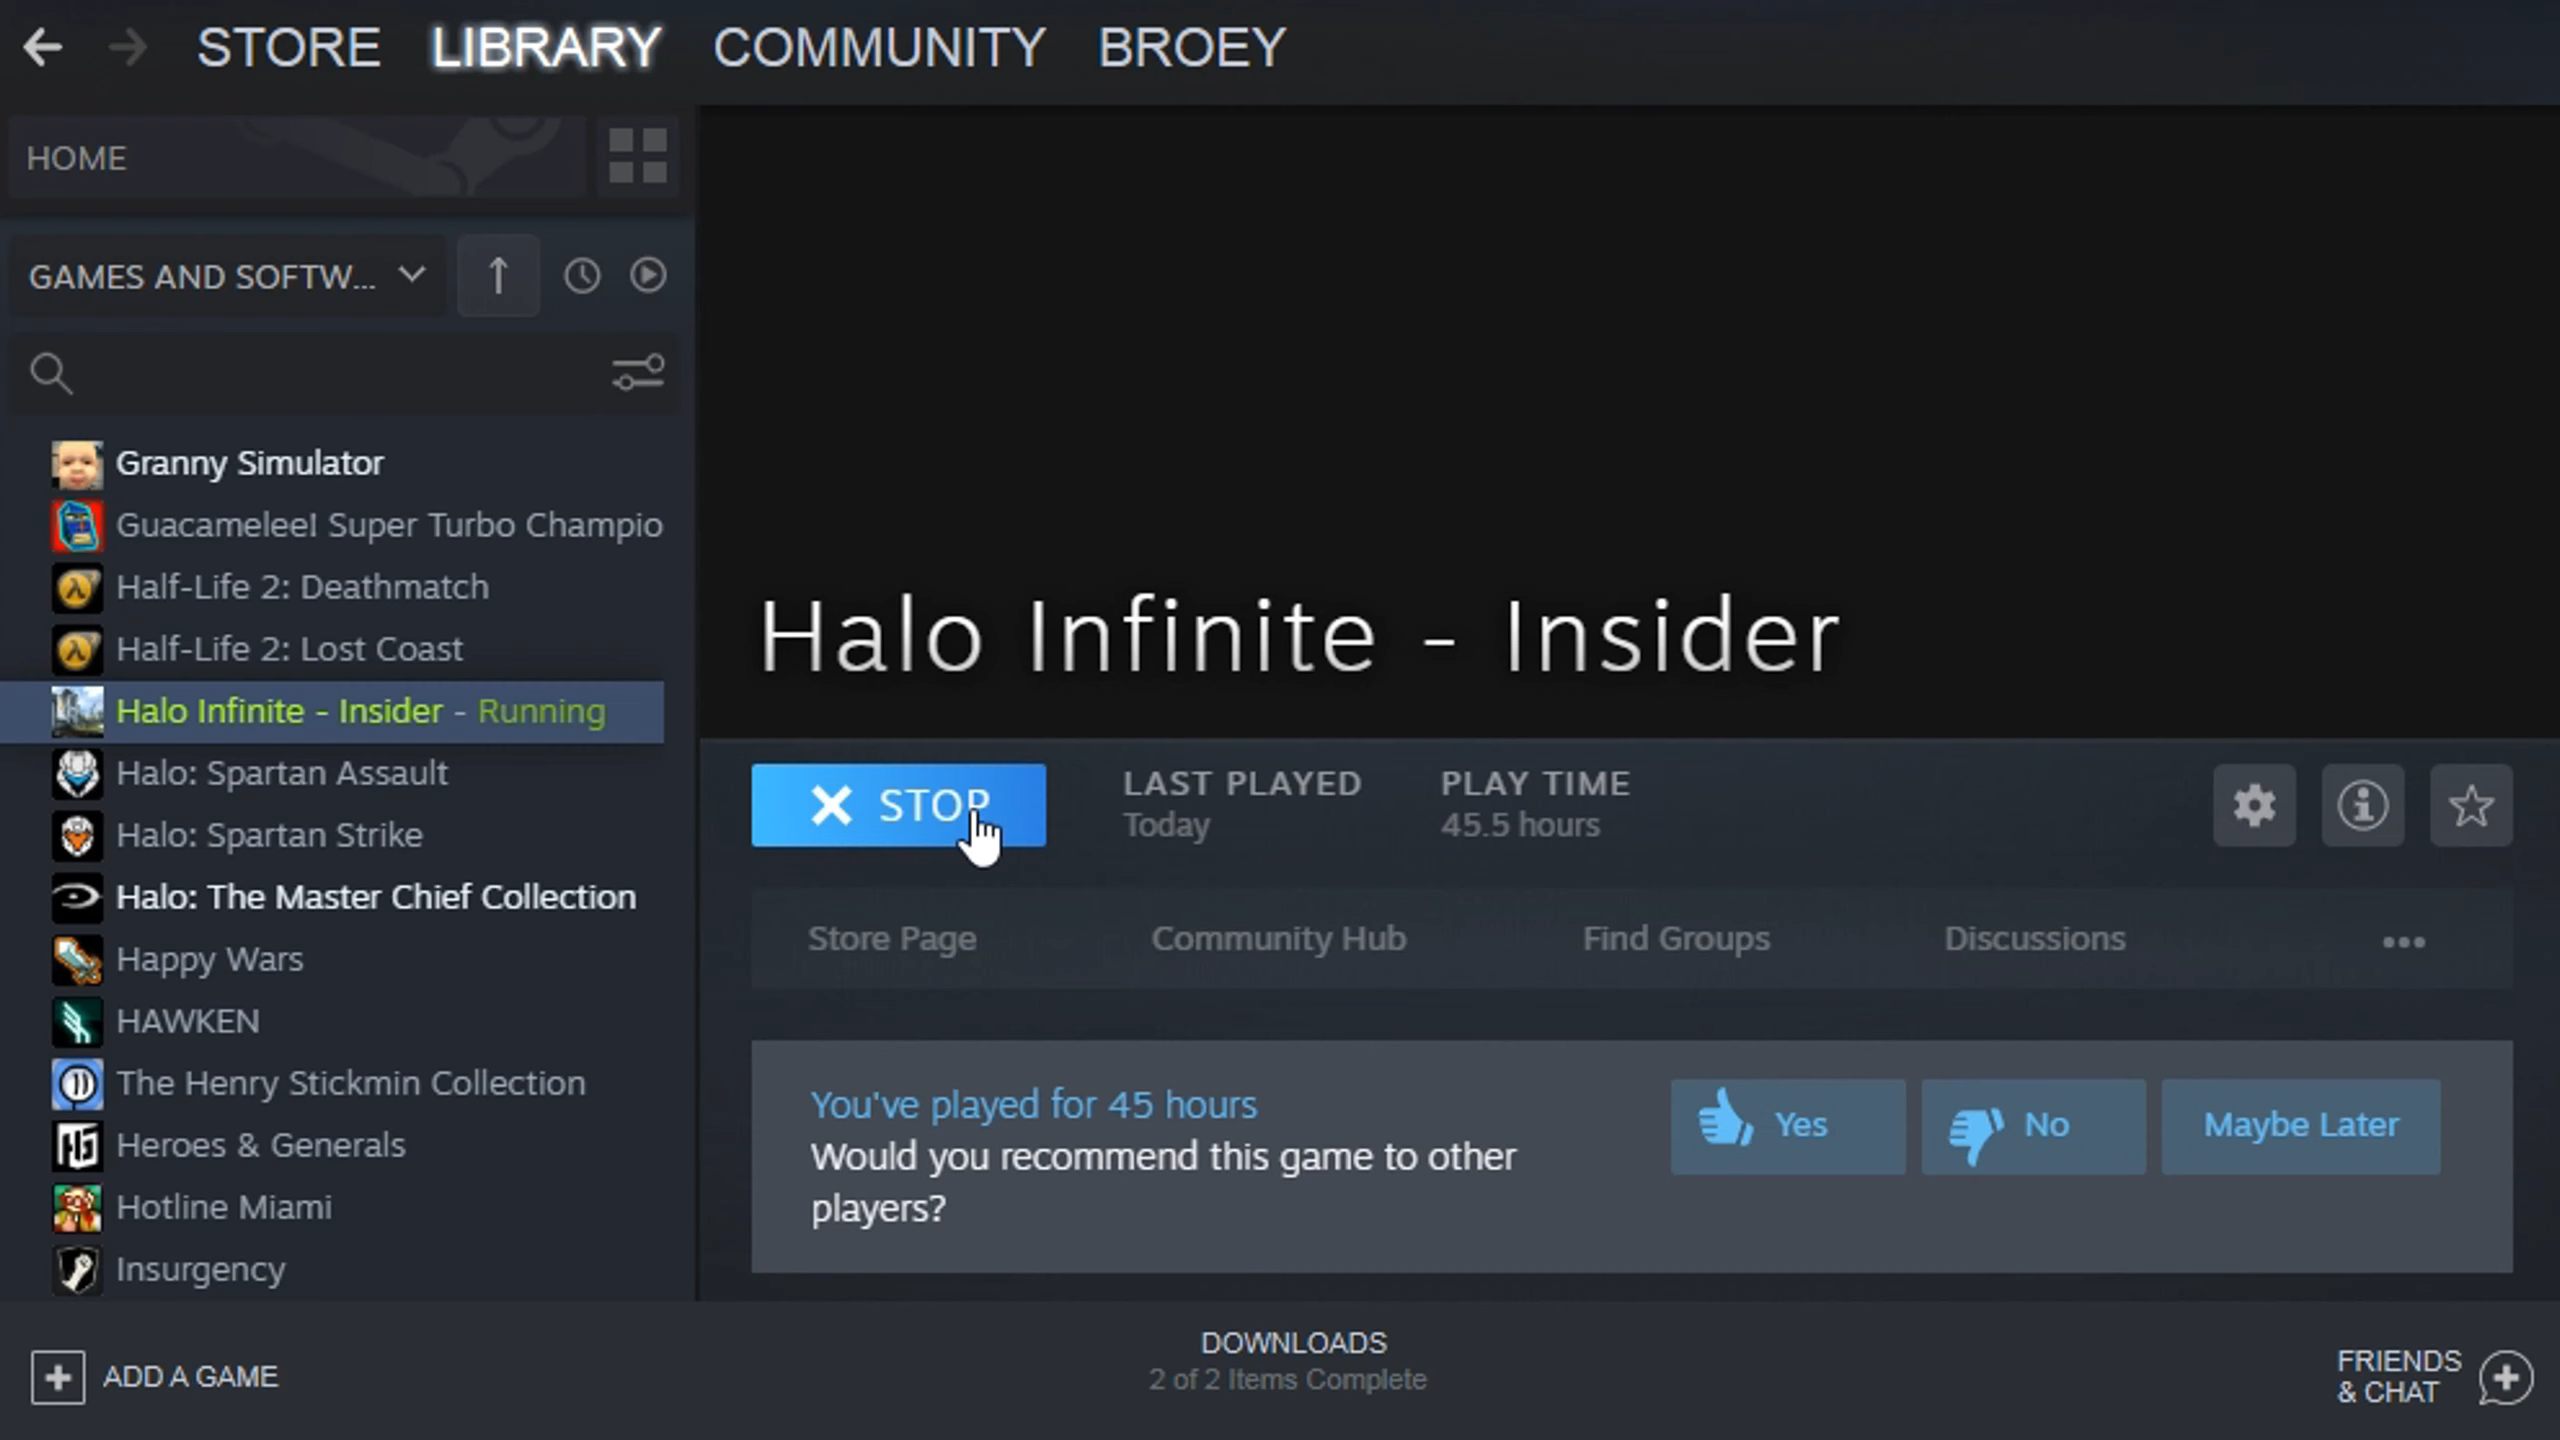 STORE LIBRARY COMMUNITY BROEY
HOME
GAMES AND SOFTW...
Granny Simulator
Guacamelee! Super Turbo Champio
Half-Life 2: Deathmatch
Half-Life 2: Lost Coast
Halo Infinite - Insider - Running
Halo: Spartan Assault
Halo: Spartan Strike
Halo: The Master Chief Collection
Happy Wars
HAWKEN
The Henry Stickmin Collection
Heroes & Generals
Hotline Miami
Insurgency
Halo Infinite - Insider
STOP
LAST PLAYED
Today
PLAY TIME
45.5 hours
Store Page Community Hub Find Groups Discussions
You've played for 45 hours
Would you recommend this game to other
players?
Yes No Maybe Later
ADD A GAME
DOWNLOADS
2 of 2 Items Complete
FRIENDS
& CHAT